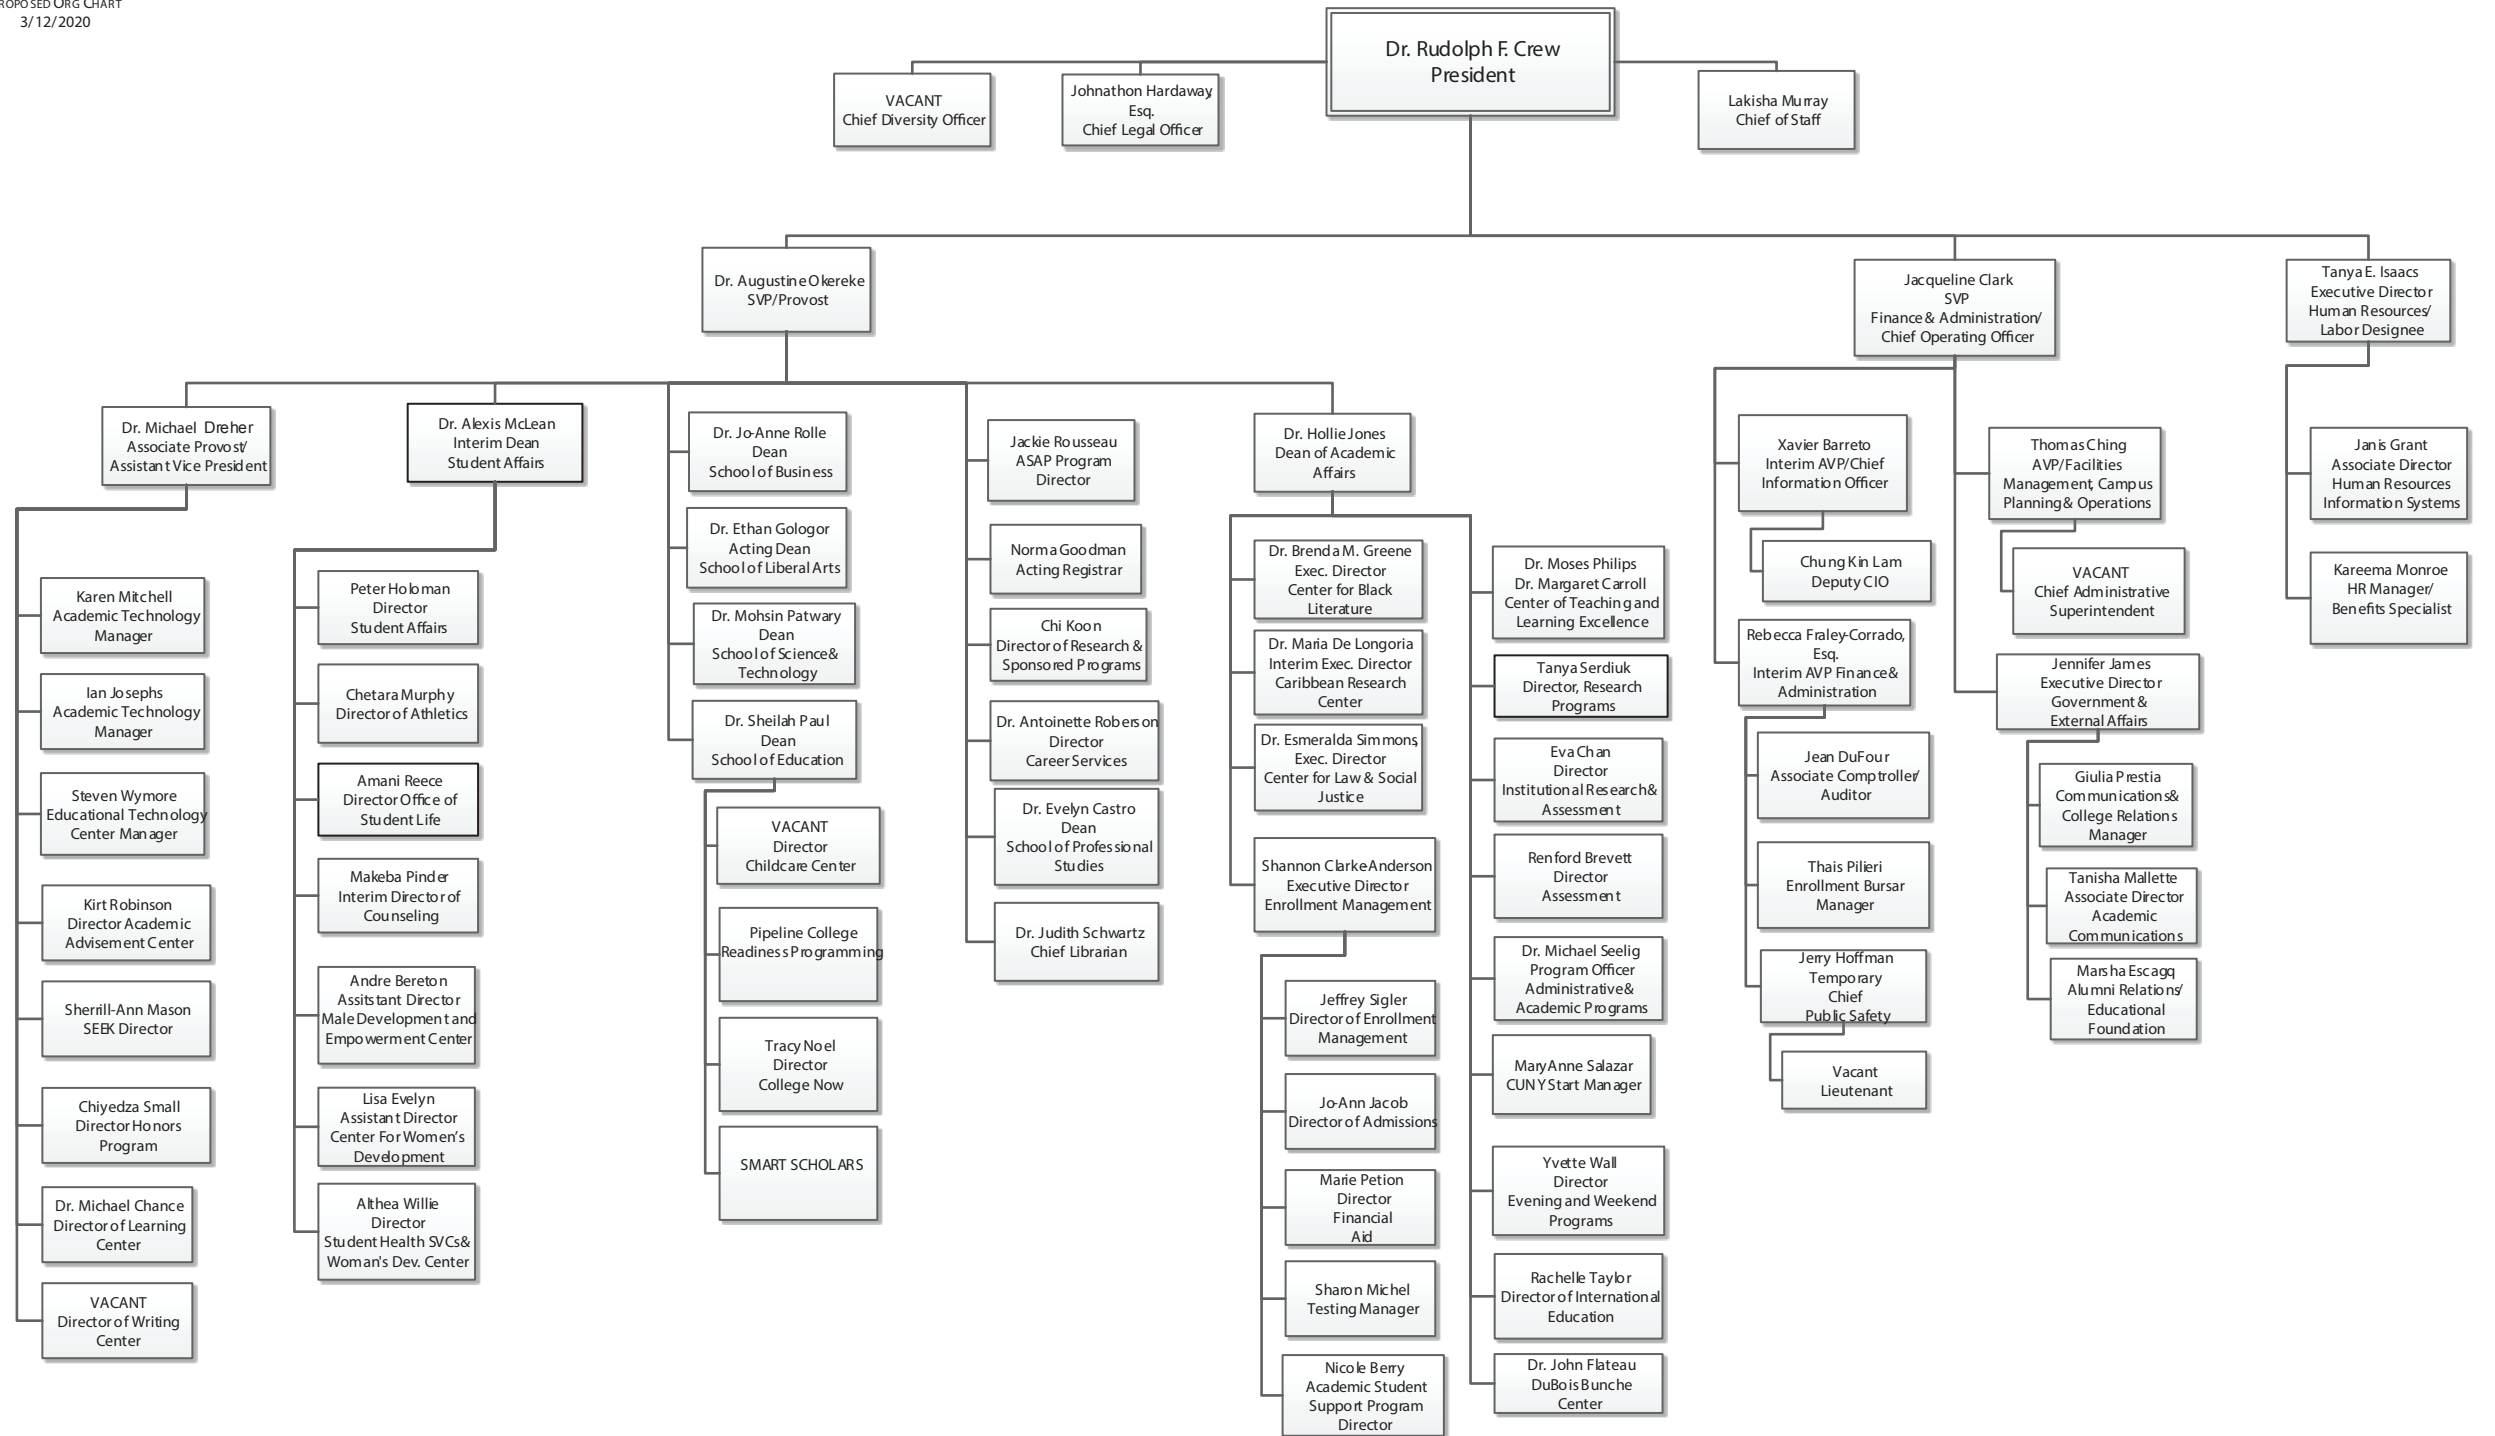 ROPOSED ORG CHART
3/12/2020
Dr. Rudolph F. Crew
President
VACANT
Chief Diversity Officer
Johnathon Hardaway,
Esq.
Chief Legal Officer
Lakisha Murray
Chief of Staff
Dr. Augustine Okereke
SVP/Provost
Jacqueline Clark
SVP
Finance & Administration/
Chief Operating Officer
Tanya E. Isaacs
Executive Director
Human Resources/
Labor Designee
Dr. Michael Dreher
Associate Provost/
Assistant Vice President
Karen Mitchell
Academic Technology
Manager
Ian Josephs
Academic Technology
Manager
Steven Wymore
Educational Technology
Center Manager
Kirt Robinson
Director Academic
Advisement Center
Sherrill-Ann Mason
SEEK Director
Chiyedza Small
Director Honors
Program
Dr. Michael Chance
Director of Learning
Center
VACANT
Director of Writing
Center
Dr. Alexis McLean
Interim Dean
Student Affairs
Peter Holoman
Director
Student Affairs
Chetara Murphy
Director of Athletics
Amani Reece
Director Office of
Student Life
Makeba Pinder
Interim Director of
Counseling
Andre Bereton
Assitstant Director
Male Development and
Empowerment Center
Lisa Evelyn
Assistant Director
Center For Women’s
Development
Althea Willie
Director
Student Health SVCs&
Woman's Dev. Center
Dr. Jo-Anne Rolle
Dean
School of Business
Dr. Ethan Gologor
Acting Dean
School of Liberal Arts
Dr. Mohsin Patwary
Dean
School of Science &
Technology
Dr. Sheilah Paul
Dean
School of Education
VACANT
Director
Childcare Center
Pipeline College
Readiness Programming
Tracy Noel
Director
College Now
SMART SCHOLARS
Jackie Rousseau
ASAP Program
Director
Norma Goodman
Acting Registrar
Chi Koon
Director of Research &
Sponsored Programs
Dr. Antoinette Roberson
Director
Career Services
Dr. Evelyn Castro
Dean
School of Professional
Studies
Dr. Judith Schwartz
Chief Librarian
Dr. Hollie Jones
Dean of Academic
Affairs
Dr. Brenda M. Greene
Exec. Director
Center for Black
Literature
Dr. Maria De Longoria
Interim Exec. Director
Caribbean Research
Center
Dr. Esmeralda Simmons,
Exec. Director
Center for Law & Social
Justice
Shannon Clarke-Anderson
Executive Director
Enrollment Management
Jeffrey Sigler
Director of Enrollment
Management
Jo-Ann Jacob
Director of Admissions
Marie Petion
Director
Financial
Aid
Sharon Michel
Testing Manager
Nicole Berry
Academic Student
Support Program
Director
Dr. Moses Philips
Dr. Margaret Carroll
Center of Teaching and
Learning Excellence
Tanya Serdiuk
Director, Research
Programs
Eva Chan
Director
Institutional Research &
Assessment
Renford Brevett
Director
Assessment
Dr. Michael Seelig
Program Officer
Administrative &
Academic Programs
MaryAnne Salazar
CUNY Start Manager
Yvette Wall
Director
Evening and Weekend
Programs
Rachelle Taylor
Director of International
Education
Dr. John Flateau
DuBois Bunche
Center
Xavier Barreto
Interim AVP/Chief
Information Officer
Chung Kin Lam
Deputy CIO
Rebecca Fraley-Corrado,
Esq.
Interim AVP Finance &
Administration
Jean DuFour
Associate Comptroller/
Auditor
Thais Pilieri
Enrollment Bursar
Manager
Jerry Hoffman
Temporary
Chief
Public Safety
Vacant
Lieutenant
Thomas Ching
AVP/Facilities
Management, Campus
Planning & Operations
VACANT
Chief Administrative
Superintendent
Jennifer James
Executive Director
Government &
External Affairs
Giulia Prestia
Communications &
College Relations
Manager
Tanisha Mallette
Associate Director
Academic
Communications
Marsha Escagq
Alumni Relations/
Educational
Foundation
Janis Grant
Associate Director
Human Resources
Information Systems
Kareema Monroe
HR Manager/
Benefits Specialist